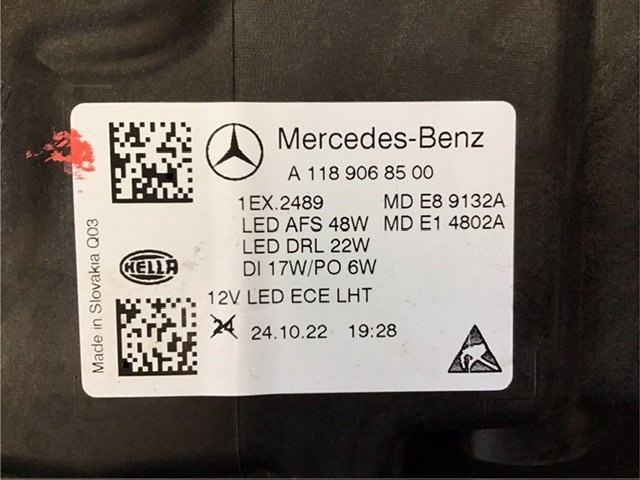 Mercedes-Benz
A 118 906 85 00
1EX.2489 MD E8 9132A
LED AFS 48W MD E1 4802A
LED DRL 22W
DI 17W/PO 6W
HELLA
12V LED ECE LHT
24 24.10.22 19:28
Made in Slovakia Q03